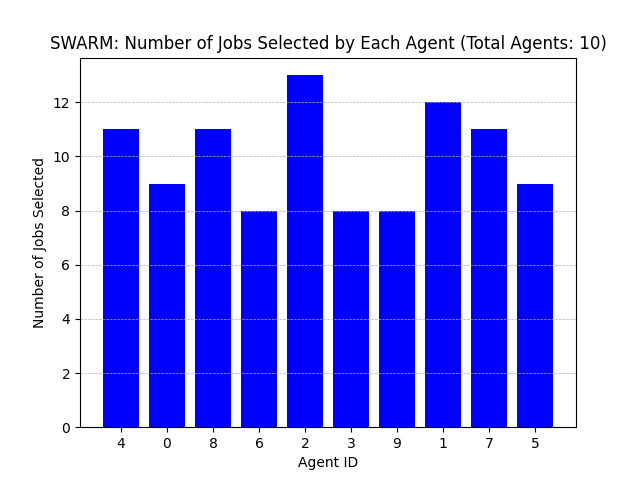 SWARM: Number of Jobs Selected by Each Agent (Total Agents: 10)
Number of Jobs Selected
12
10
8
6
4
2
0
4 0 8 6 2 3 9 1 7 5
Agent ID